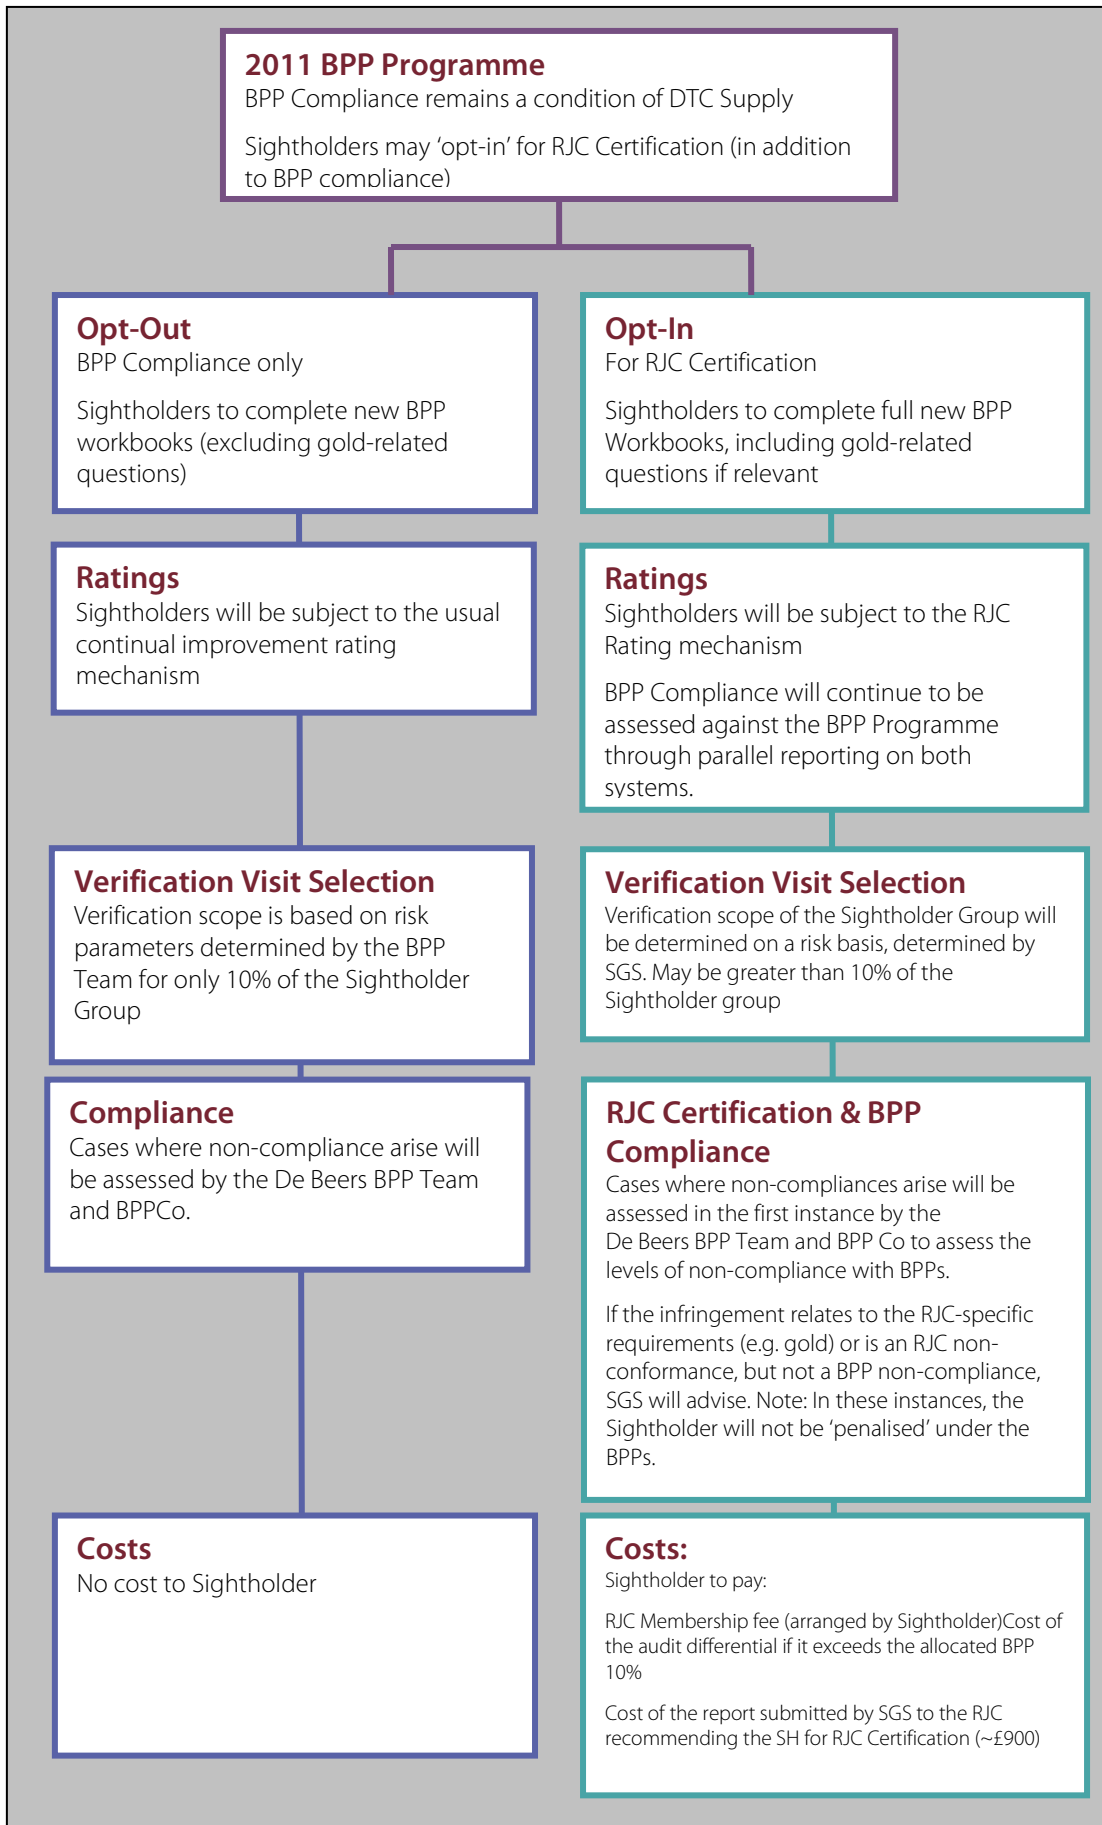 2011 BPP Programme
BPP Compliance remains a condition of DTC Supply
Sightholders may ‘opt-in’ for RJC Certification (in addition
to BPP compliance)
Opt-Out
BPP Compliance only
Sightholders to complete new BPP
workbooks (excluding gold-related
questions)
Ratings
Sightholders will be subject to the usual
continual improvement rating
mechanism
Verification Visit Selection
Verification scope is based on risk
parameters determined by the BPP
Team for only 10% of the Sightholder
Group
Compliance
Cases where non-compliance arise will
be assessed by the De Beers BPP Team
and BPPCo.
Costs
No cost to Sightholder
Opt-In
For RJC Certification
Sightholders to complete full new BPP
Workbooks, including gold-related
questions if relevant
Ratings
Sightholders will be subject to the RJC
Rating mechanism
BPP Compliance will continue to be
assessed against the BPP Programme
through parallel reporting on both
systems.
Verification Visit Selection
Verification scope of the Sightholder Group will
be determined on a risk basis, determined by
SGS. May be greater than 10% of the
Sightholder group
RJC Certification & BPP
Compliance
Cases where non-compliances arise will be
assessed in the first instance by the
De Beers BPP Team and BPP Co to assess the
levels of non-compliance with BPPs.
If the infringement relates to the RJC-specific
requirements (e.g. gold) or is an RJC non-
conformance, but not a BPP non-compliance,
SGS will advise. Note: In these instances, the
Sightholder will not be ‘penalised’ under the
BPPs.
Costs:
Sightholder to pay:
RJC Membership fee (arranged by Sightholder)Cost of
the audit differential if it exceeds the allocated BPP
10%
Cost of the report submitted by SGS to the RJC
recommending the SH for RJC Certification (~£900)